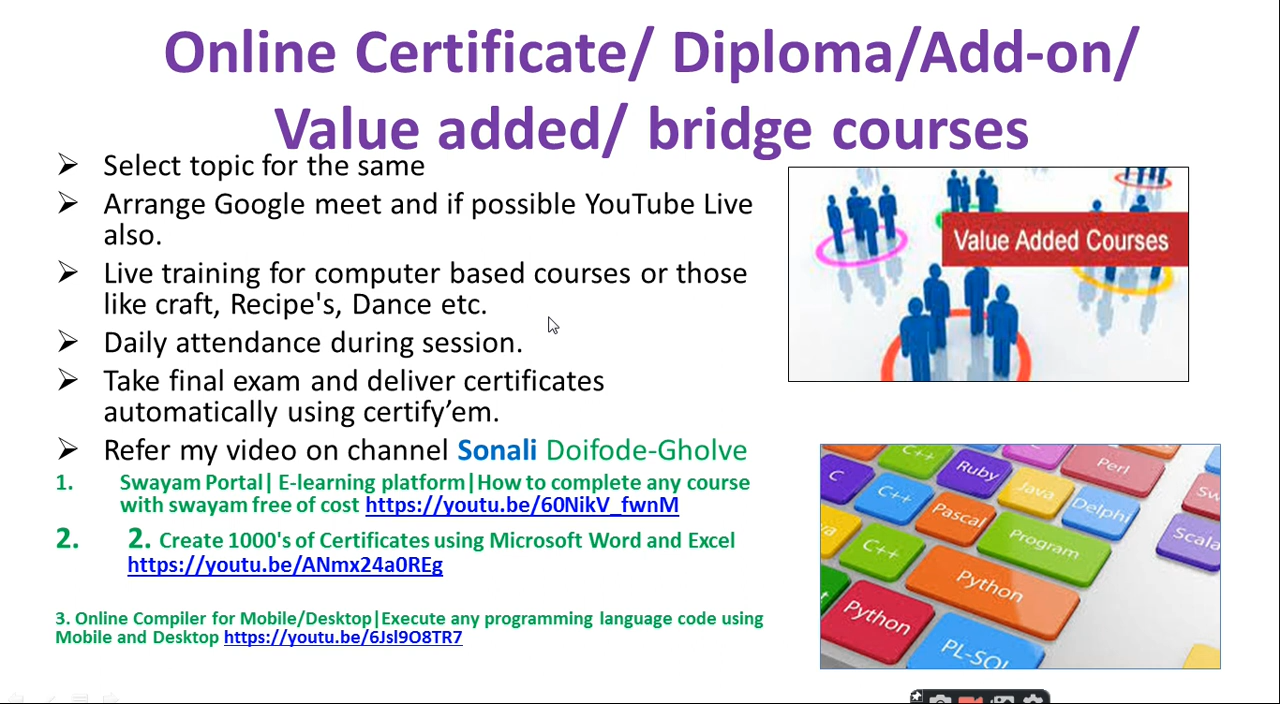 Online Certificate/ Diploma/Add-on/
Value added/ bridge courses
➢ Select topic for the same
➢ Arrange Google meet and if possible YouTube Live
also.
➢ Live training for computer based courses or those
like craft, Recipe's, Dance etc.
➢ Daily attendance during session.
➢ Take final exam and deliver certificates
automatically using certify’em.
➢ Refer my video on channel Sonali Doifode-Gholve
1. Swayam Portal| E-learning platform|How to complete any course
with swayam free of cost https://youtu.be/60NikV_fwnM
2. 2. Create 1000's of Certificates using Microsoft Word and Excel
https://youtu.be/ANmx24a0REg
3. Online Compiler for Mobile/Desktop|Execute any programming language code using
Mobile and Desktop https://youtu.be/6Jsl9O8TR7
Value Added Courses
C++
Perl
C
Ruby
Java
C++
Delphi
Pascal
Program
Scala
C++
Python
Python
PL-SQL